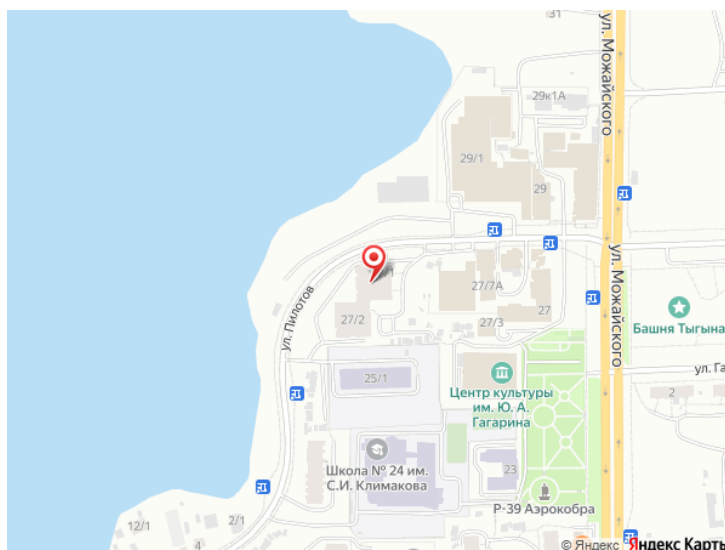 31
ул. Можайского
29к1А
29/1
29
ул. Можайского
1
27/7А
27/2
27/3
27
ул. Пилотов
Башня Тыгына
ул. Га
2
25/1
Центр культуры
им. Ю. А.
Гагарина
Школа № 24 им.
С.И. Климакова
23
Р-39 Аэрокобра
2/1
12/1
4
© Яндекс Яндекс Карты